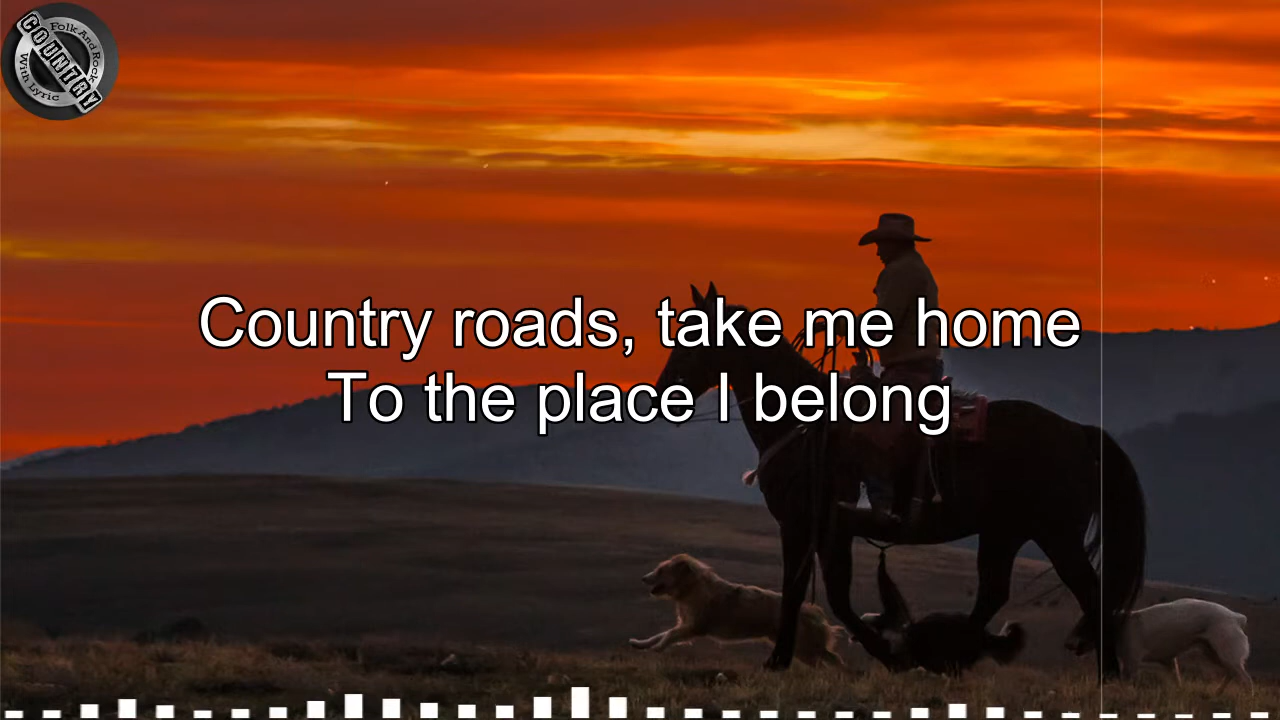 Folk And Rock
COUNTRY
With Lyric
Country roads, take me home
To the place I belong